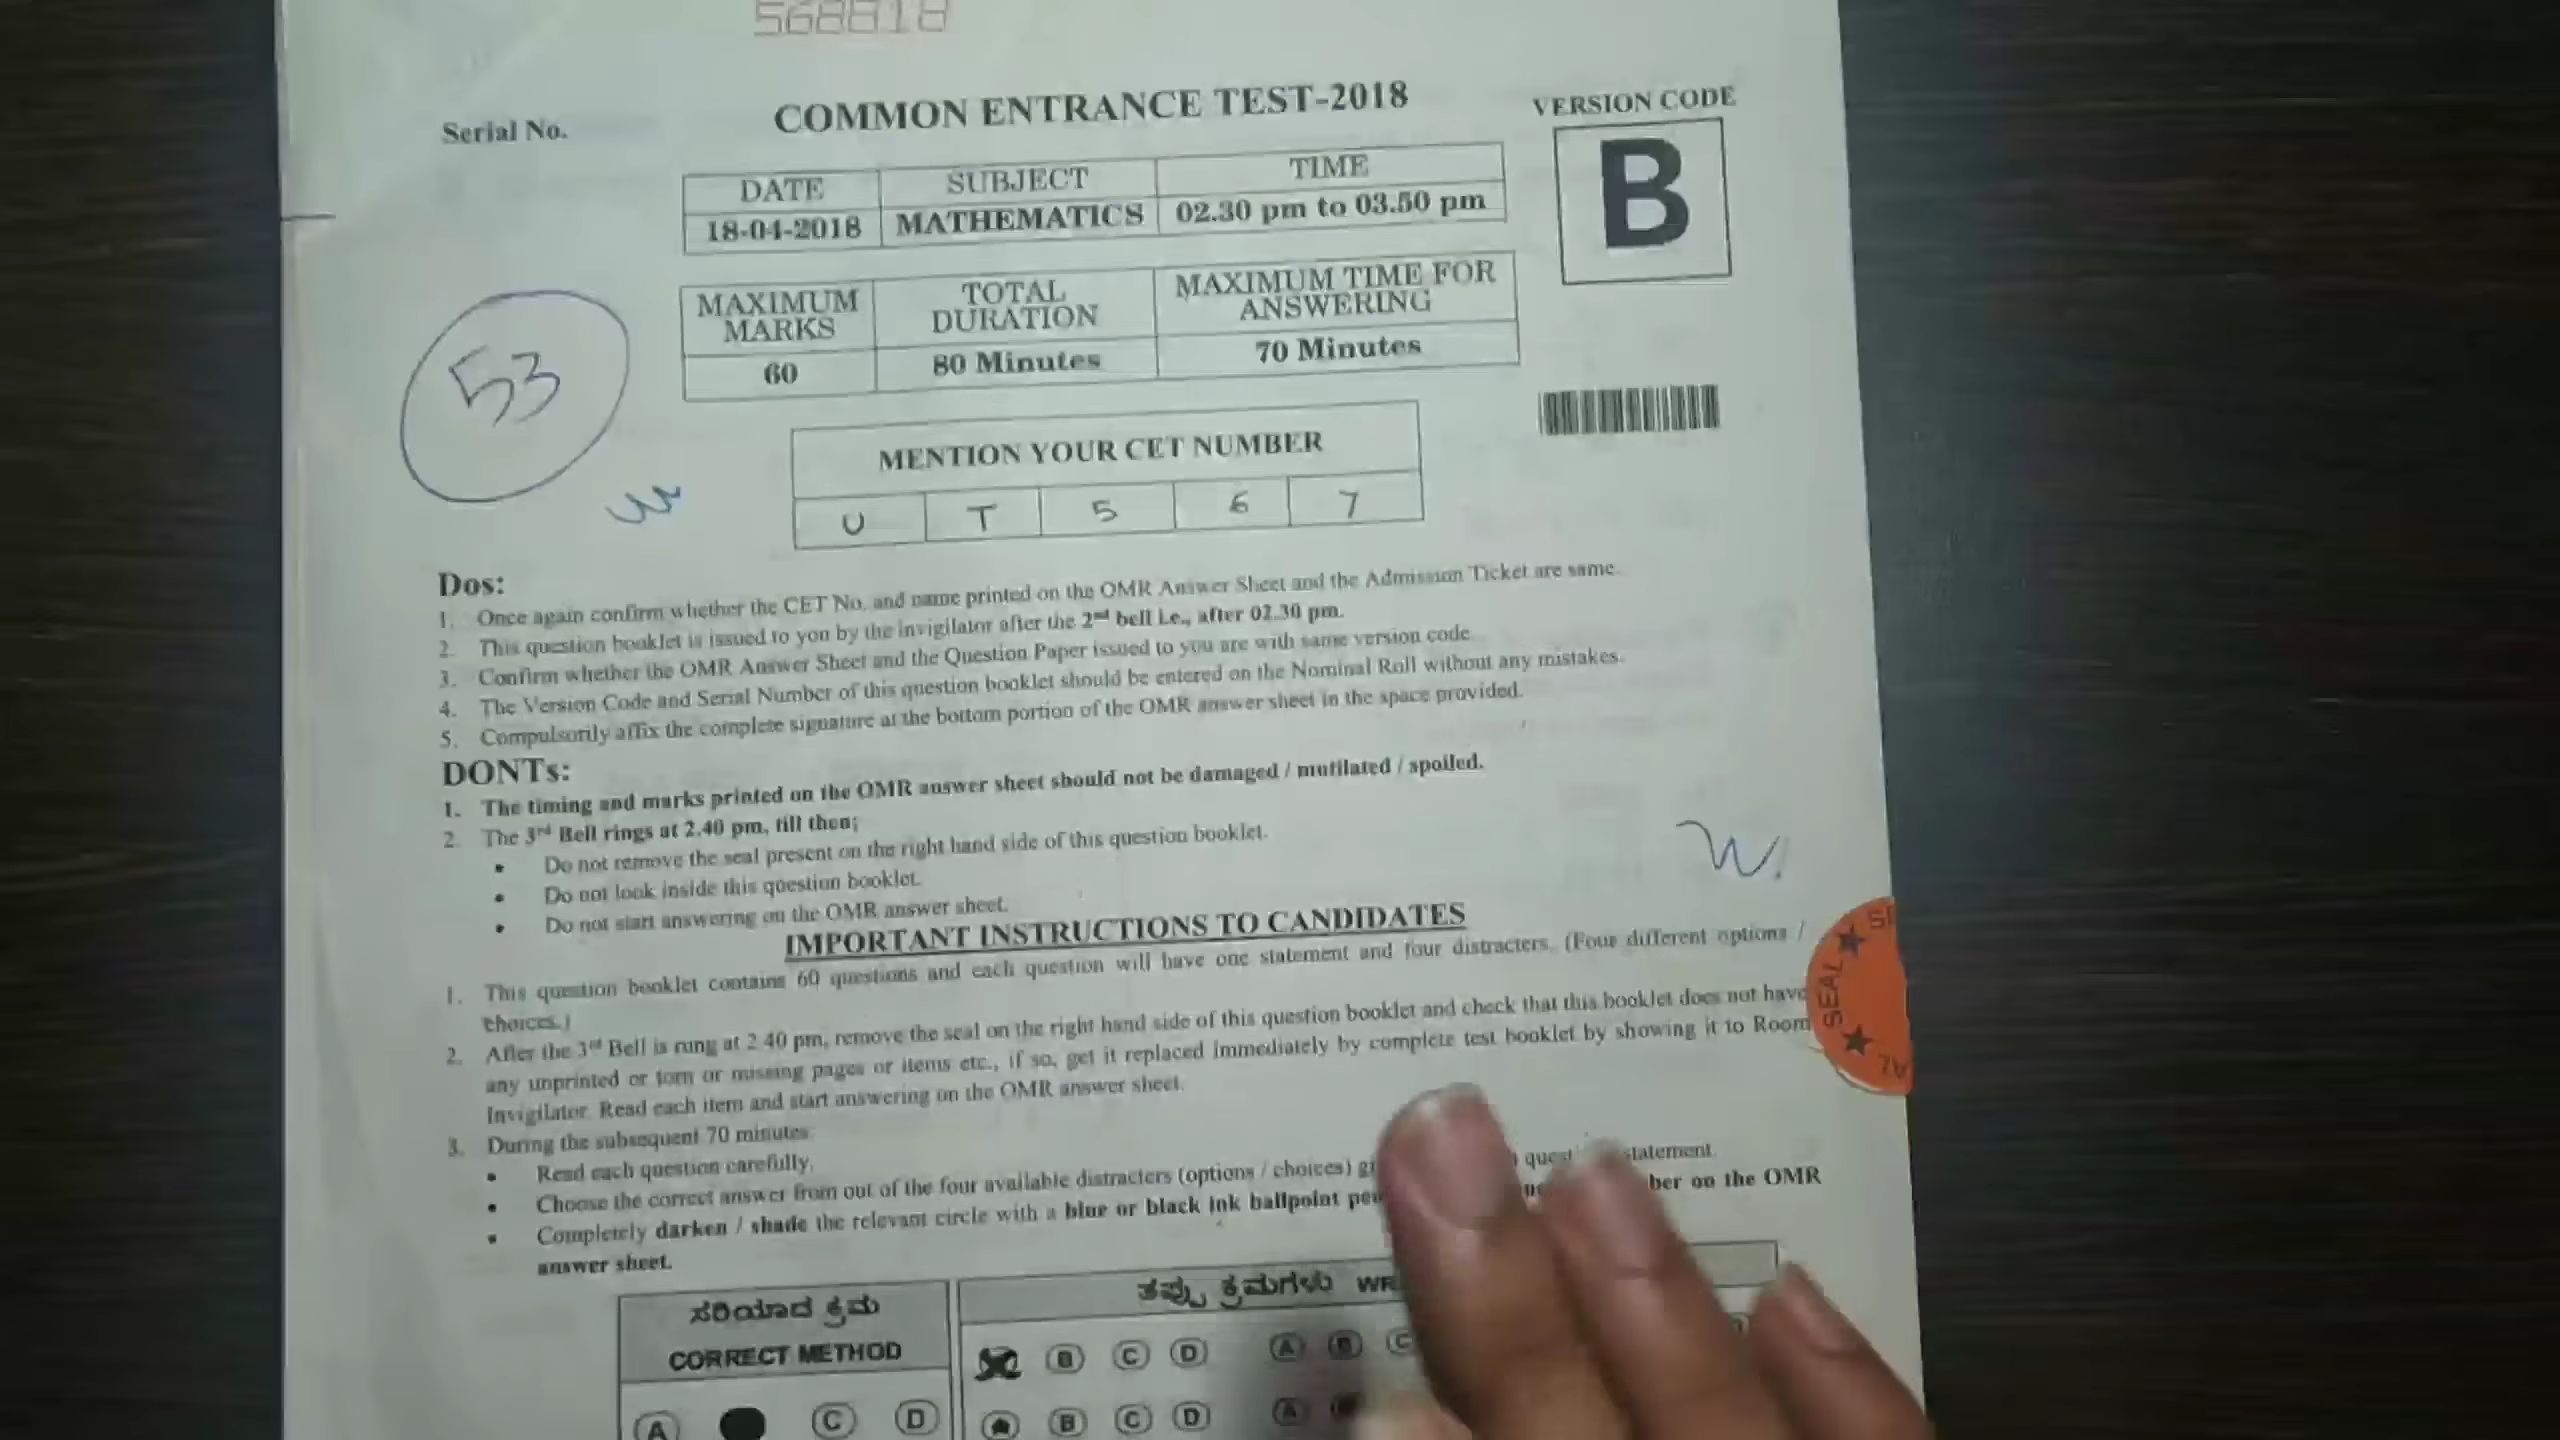 568818
COMMON ENTRANCE TEST-2018
Serial No.
VERSION CODE
B
DATE SUBJECT TIME
18-04-2018 MATHEMATICS 02.30 pm to 03.50 pm
MAXIMUM MARKS TOTAL DURATION MAXIMUM TIME FOR ANSWERING
60 80 Minutes 70 Minutes
53
MENTION YOUR CET NUMBER
U T 5 6 7
Dos:
1. Once again confirm whether the CET No. and name printed on the OMR Answer Sheet and the Admission Ticket are same.
2. This question booklet is issued to you by the invigilator after the 2nd bell i.e., after 02.30 pm.
3. Confirm whether the OMR Answer Sheet and the Question Paper issued to you are with same version code.
4. The Version Code and Serial Number of this question booklet should be entered on the Nominal Roll without any mistakes.
5. Compulsorily affix the complete signature at the bottom portion of the OMR answer sheet in the space provided.
DONTs:
1. The timing and marks printed on the OMR answer sheet should not be damaged / mutilated / spoiled.
2. The 3rd Bell rings at 2.40 pm, till then;
• Do not remove the seal present on the right hand side of this question booklet.
• Do not look inside this question booklet.
• Do not start answering on the OMR answer sheet.
IMPORTANT INSTRUCTIONS TO CANDIDATES
1. This question booklet contains 60 questions and each question will have one statement and four distracters. (Four different options /
choices.)
2. After the 3rd Bell is rung at 2.40 pm, remove the seal on the right hand side of this question booklet and check that this booklet does not have
any unprinted or torn or missing pages or items etc., if so, get it replaced immediately by complete test booklet by showing it to Room
Invigilator. Read each item and start answering on the OMR answer sheet.
SEAL
3. During the subsequent 70 minutes:
• Read each question carefully.
• Choose the correct answer from out of the four available distracters (options / choices) statement.
• Completely darken / shade the relevant circle with a blue or black ink ballpoint on the OMR
answer sheet.
ಸರಿಯಾದ ಕ್ರಮ
CORRECT METHOD
ತಪ್ಪು ಕ್ರಮಗಳು WR
B C D A B C
A C D B C D A